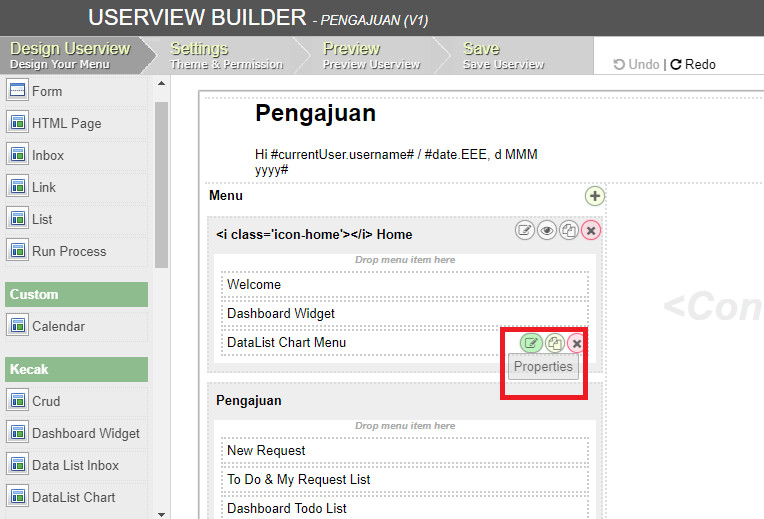 USERVIEW BUILDER - PENGAJUAN (V1)
Design Userview
Design Your Menu
Settings
Theme & Permission
Preview
Preview Userview
Save
Save Userview
Undo | Redo
Form
HTML Page
Inbox
Link
List
Run Process
Custom
Calendar
Kecak
Crud
Dashboard Widget
Data List Inbox
DataList Chart
Pengajuan
Hi #currentUser.username# / #date.EEE, d MMM
yyyy#
Menu
<i class='icon-home'></i> Home
Drop menu item here
Welcome
Dashboard Widget
DataList Chart Menu
Properties
Pengajuan
Drop menu item here
New Request
To Do & My Request List
Dashboard Todo List
<Con